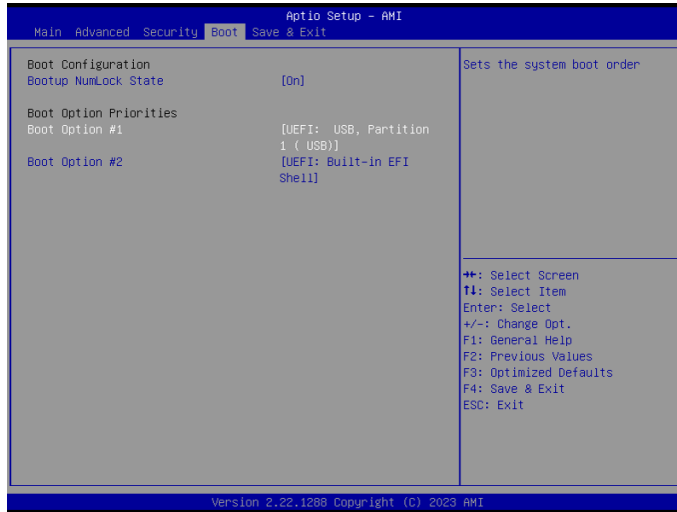 Aptio Setup - AMI
Main Advanced Security Boot Save & Exit
Boot Configuration
Bootup NumLock State [On]
Boot Option Priorities
Boot Option #1 [UEFI: USB, Partition
1 ( USB)]
Boot Option #2 [UEFI: Built-in EFI
Shell]
Sets the system boot order
→←: Select Screen
↑↓: Select Item
Enter: Select
+/-: Change Opt.
F1: General Help
F2: Previous Values
F3: Optimized Defaults
F4: Save & Exit
ESC: Exit
Version 2.22.1288 Copyright (C) 2023 AMI